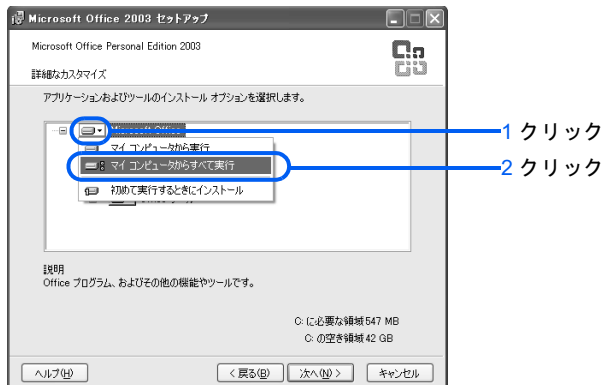 Microsoft Office 2003 セットアップ
Microsoft Office Personal Edition 2003
詳細なカスタマイズ
アプリケーションおよびツールのインストール オプションを選択します。
Microsoft Office
マイ コンピュータから実行
1 クリック
マイ コンピュータからすべて実行
2 クリック
初めて実行するときにインストール
説明
Office プログラム、およびその他の機能やツールです。
C: に必要な領域 547 MB
C: の空き領域 42 GB
ヘルプ(H)
< 戻る(B)
次へ(N) >
キャンセル